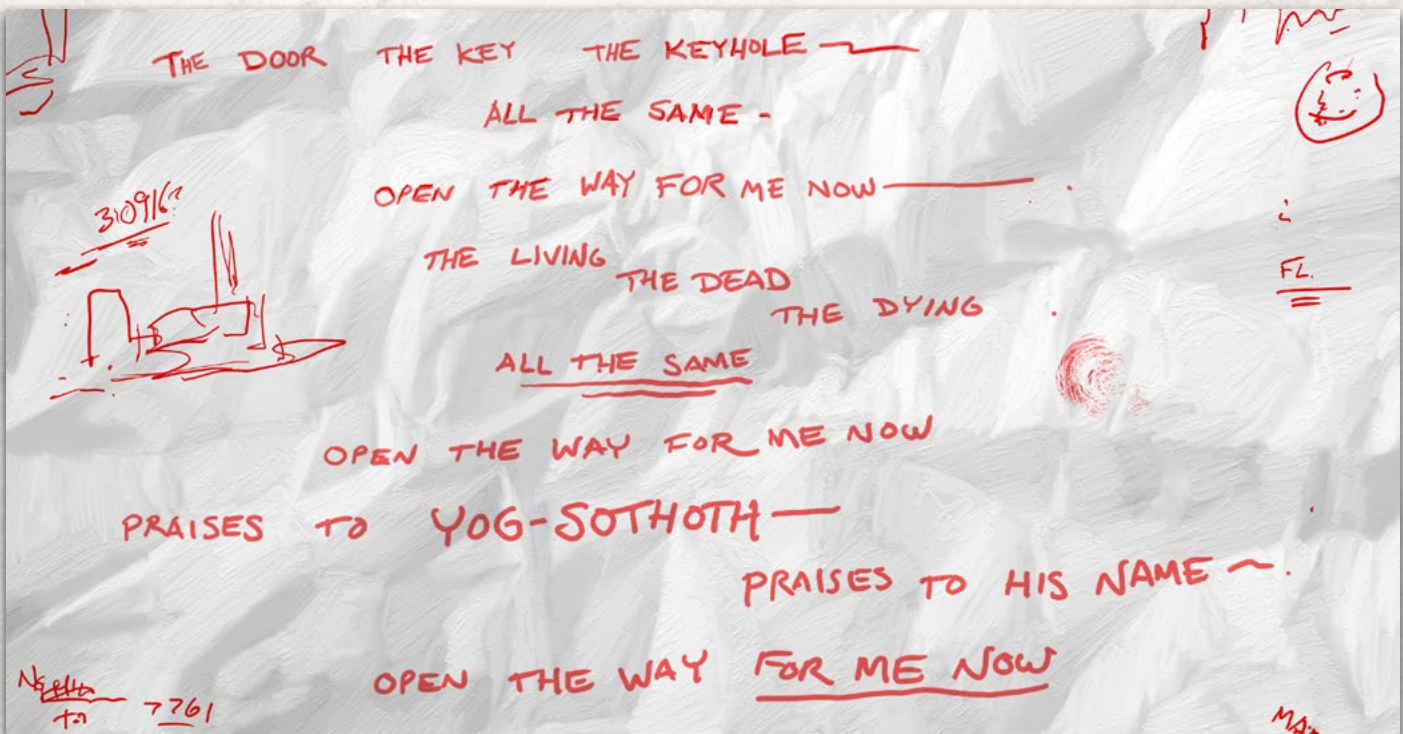 THE DOOR THE KEY THE KEYHOLE —
ALL THE SAME -
OPEN THE WAY FOR ME NOW — .
THE LIVING
THE DEAD
THE DYING
FL.
ALL THE SAME
OPEN THE WAY FOR ME NOW
PRAISES TO YOG-SOTHOTH —
PRAISES TO HIS NAME ~.
OPEN THE WAY FOR ME NOW